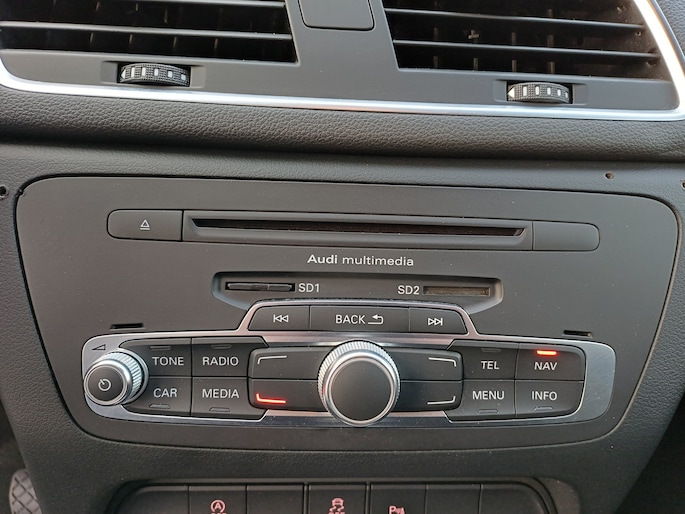 Audi multimedia
SD1 SD2
BACK
TONE RADIO TEL NAV
CAR MEDIA MENU INFO